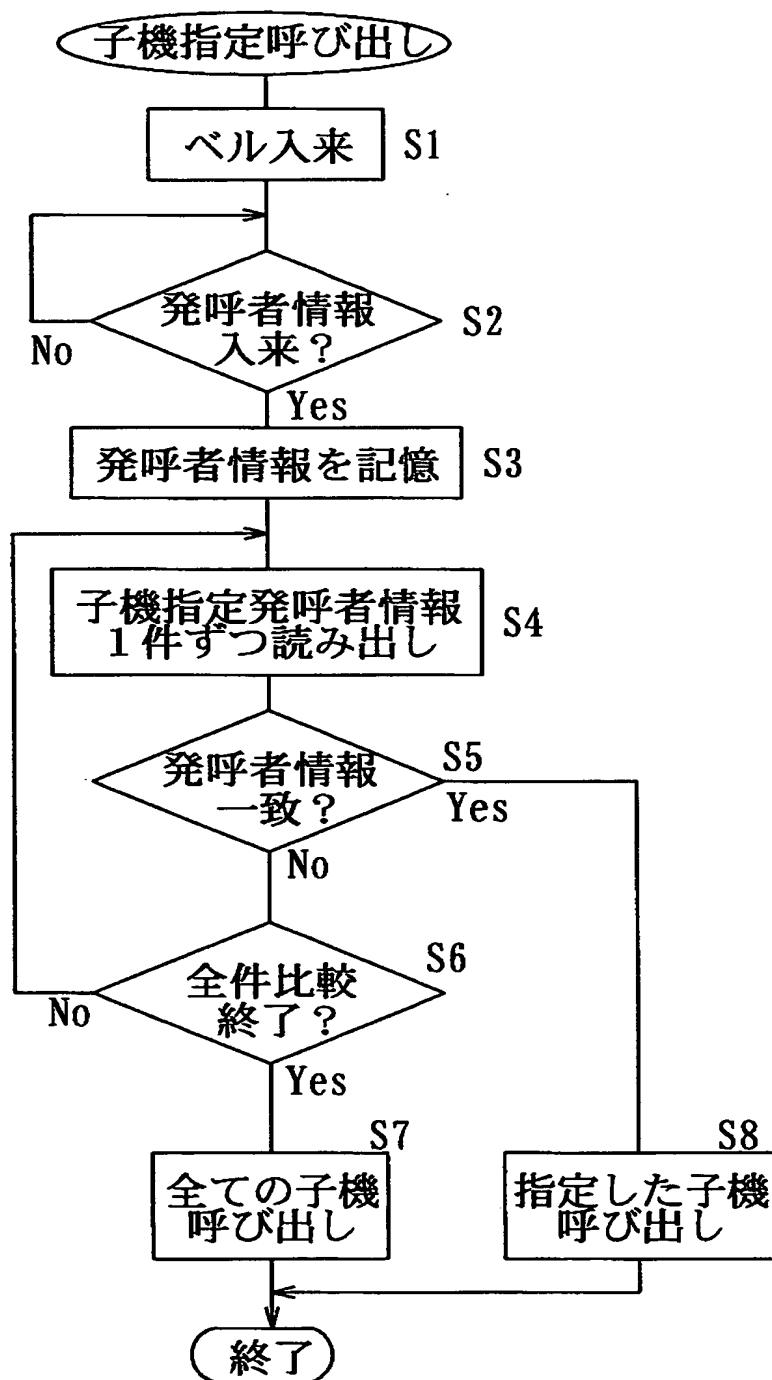 子機指定呼び出し
ベル入来
S1
発呼者情報
入来？
S2
No
Yes
発呼者情報を記憶
S3
子機指定発呼者情報
１件ずつ読み出し
S4
発呼者情報
一致？
S5
Yes
No
全件比較
終了？
S6
No
Yes
S7
全ての子機
呼び出し
S8
指定した子機
呼び出し
終了